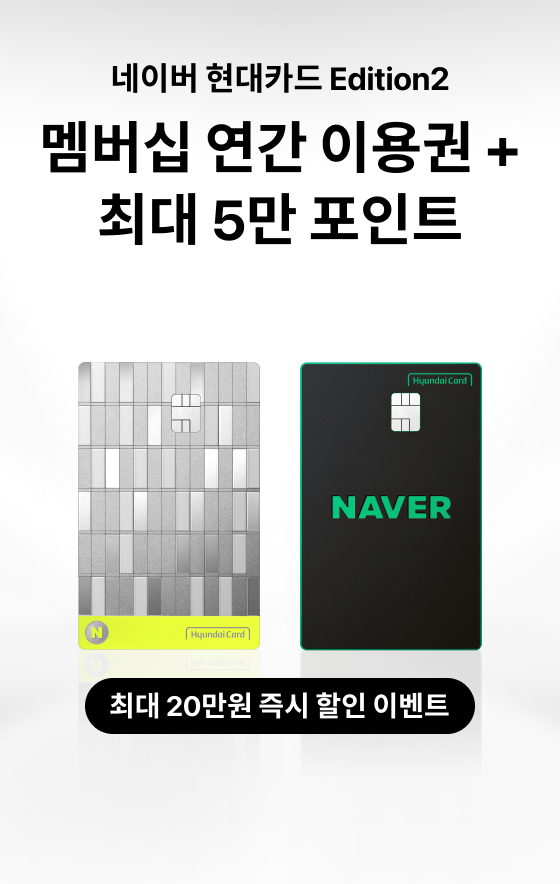 네이버 현대카드 Edition2
멤버십 연간 이용권 +
최대 5만 포인트
Hyundai Card
NAVER
N
Hyundai Card
최대 20만원 즉시 할인 이벤트